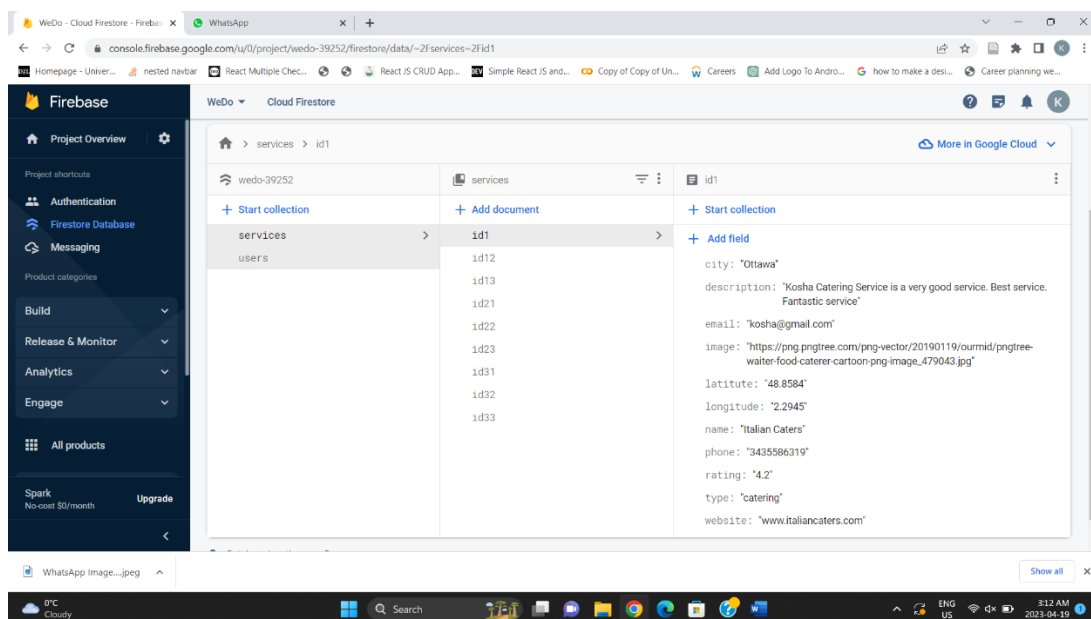 WeDo - Cloud Firestore - Firebas
WhatsApp
console.firebase.google.com/u/0/project/wedo-39252/firestore/data/~2Fservices~2Fid1
Homepage - Univer...
nested navbar
React Multiple Chec...
React JS CRUD App...
DEV Simple React JS and...
Copy of Copy of Un...
Careers
Add Logo To Andro...
how to make a desi...
Career planning we...
Firebase
WeDo
Cloud Firestore
K
Project Overview
services > id1
More in Google Cloud
Project shortcuts
Authentication
Firestore Database
Messaging
Product categories
Build
Release & Monitor
Analytics
Engage
All products
Spark
No-cost $0/month
Upgrade
wedo-39252
+ Start collection
services
users
services
+ Add document
id1
id12
id13
id21
id22
id23
id31
id32
id33
id1
+ Start collection
+ Add field
city: "Ottawa"
description: "Kosha Catering Service is a very good service. Best service.
Fantastic service"
email: "kosha@gmail.com"
image: "https://png.pngtree.com/png-vector/20190119/ourmid/pngtree-
waiter-food-caterer-cartoon-png-image_479043.jpg"
latitute: "48.8584"
longitude: "2.2945"
name: "Italian Caters"
phone: "3435586319"
rating: "4.2"
type: "catering"
website: "www.italiancaters.com"
WhatsApp Image....jpeg
Show all
0°C
Cloudy
Search
ENG
US
3:12 AM
2023-04-19
1